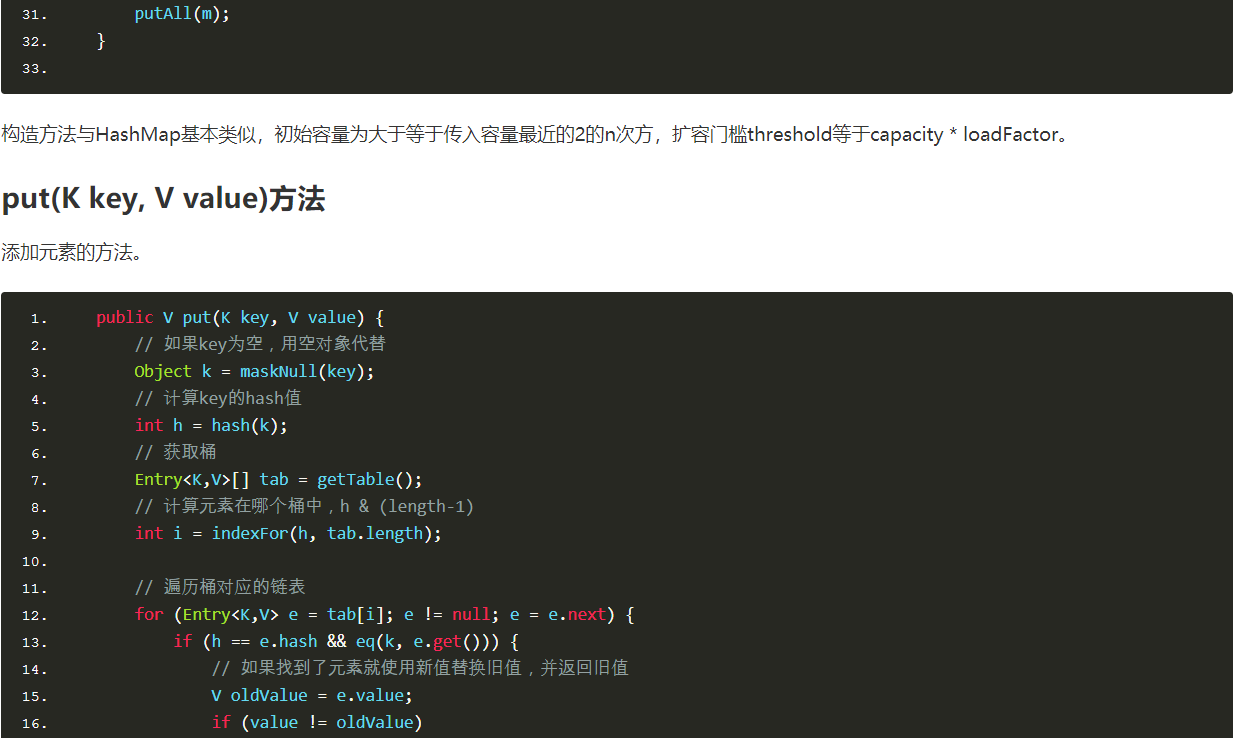 31. putAll(m);
32. }
33.
构造方法与HashMap基本类似，初始容量为大于等于传入容量最近的2的n次方，扩容门槛threshold等于capacity * loadFactor。
put(K key, V value)方法
添加元素的方法。
1. public V put(K key, V value) {
2. // 如果key为空，用空对象代替
3. Object k = maskNull(key);
4. // 计算key的hash值
5. int h = hash(k);
6. // 获取桶
7. Entry<K,V>[] tab = getTable();
8. // 计算元素在哪个桶中，h & (length-1)
9. int i = indexFor(h, tab.length);
10.
11. // 遍历桶对应的链表
12. for (Entry<K,V> e = tab[i]; e != null; e = e.next) {
13. if (h == e.hash && eq(k, e.get())) {
14. // 如果找到了元素就使用新值替换旧值，并返回旧值
15. V oldValue = e.value;
16. if (value != oldValue)